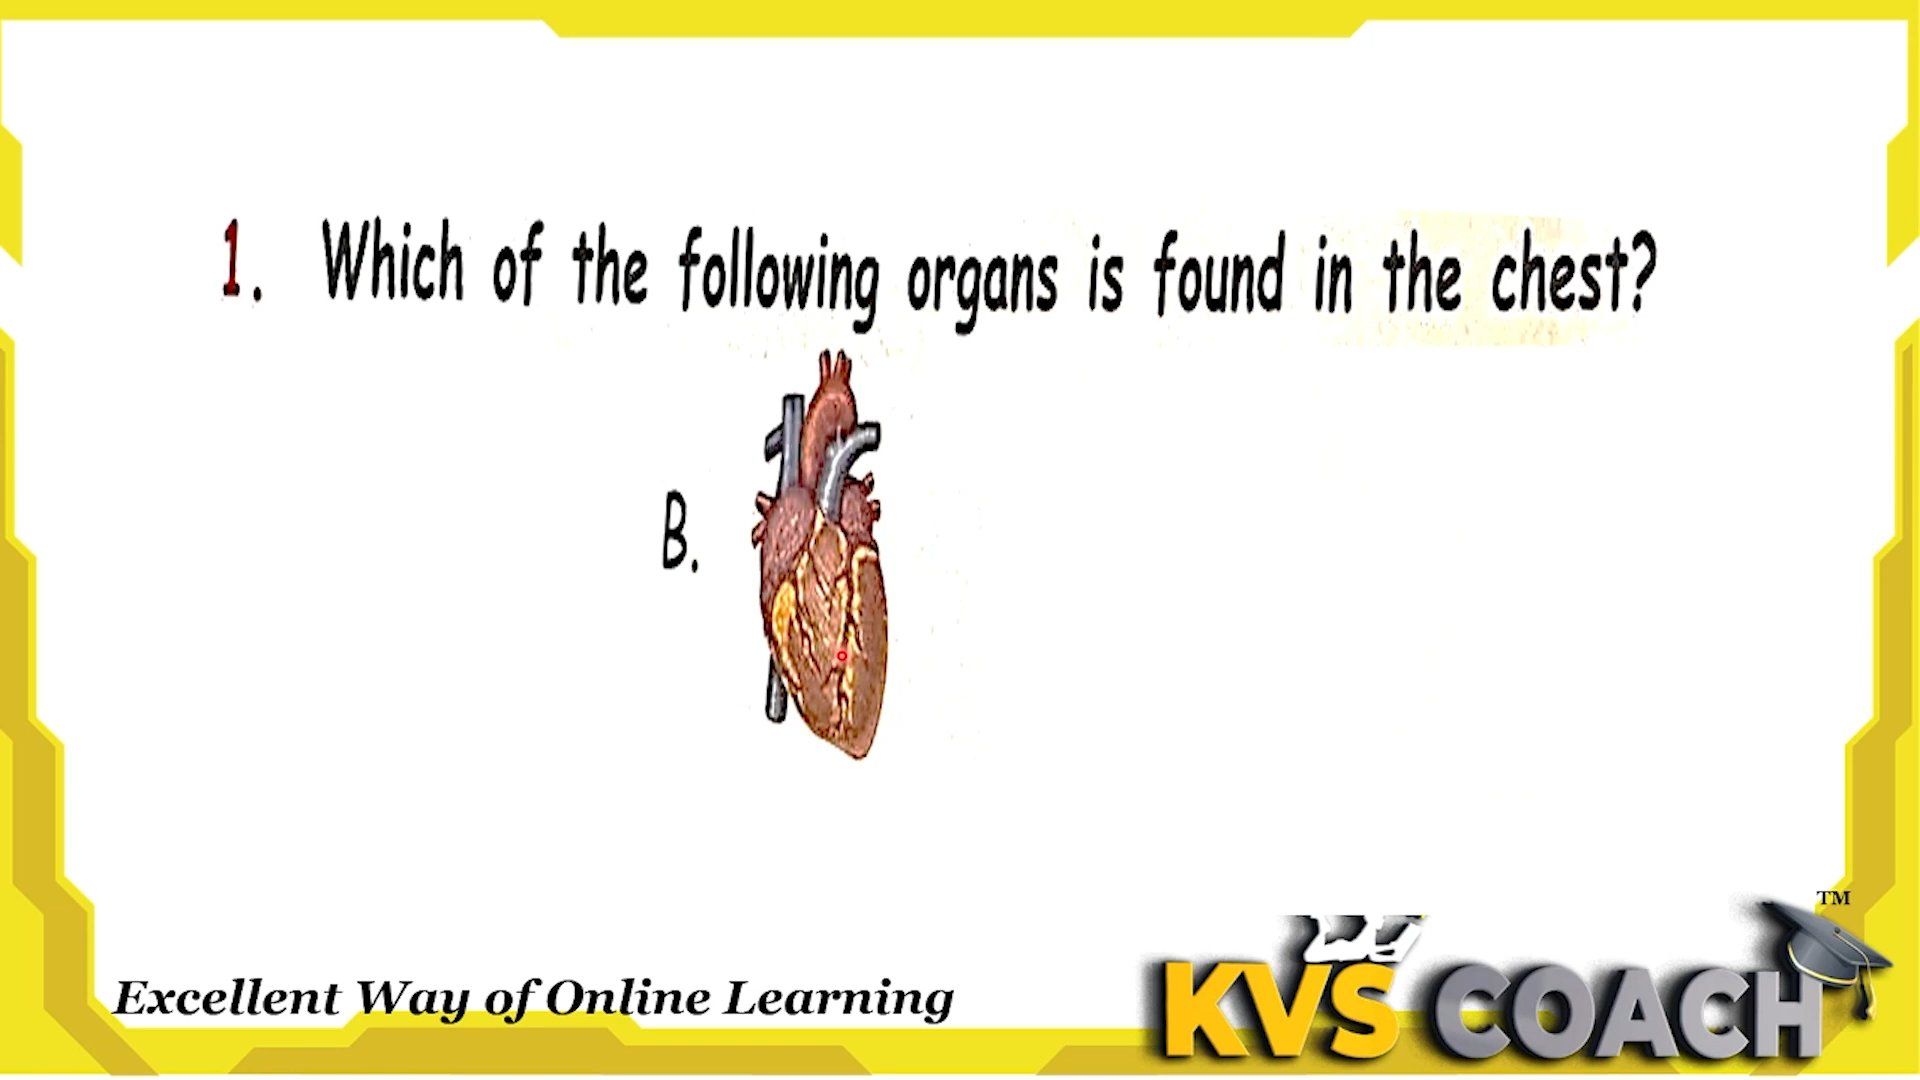 1. Which of the following organs is found in the chest?
B.
TM
KVS COACH
Excellent Way of Online Learning